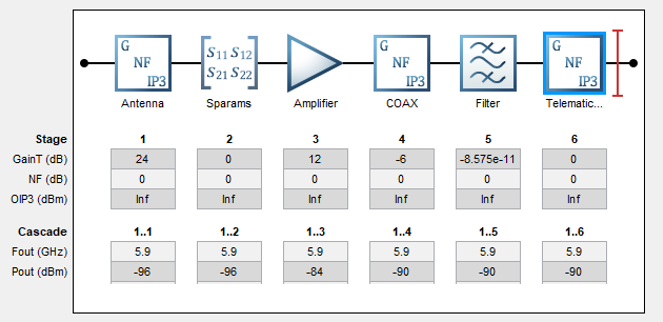 G NF IP3
S11 S12
S21 S22
G NF IP3
G NF IP3
Antenna Sparams Amplifier COAX Filter Telematic...
Stage 1 2 3 4 5 6
GainT (dB) 24 0 12 -6 -8.575e-11 0
NF (dB) 0 0 0 0 0 0
OIP3 (dBm) Inf Inf Inf Inf Inf Inf
Cascade 1..1 1..2 1..3 1..4 1..5 1..6
Fout (GHz) 5.9 5.9 5.9 5.9 5.9 5.9
Pout (dBm) -96 -96 -84 -90 -90 -90